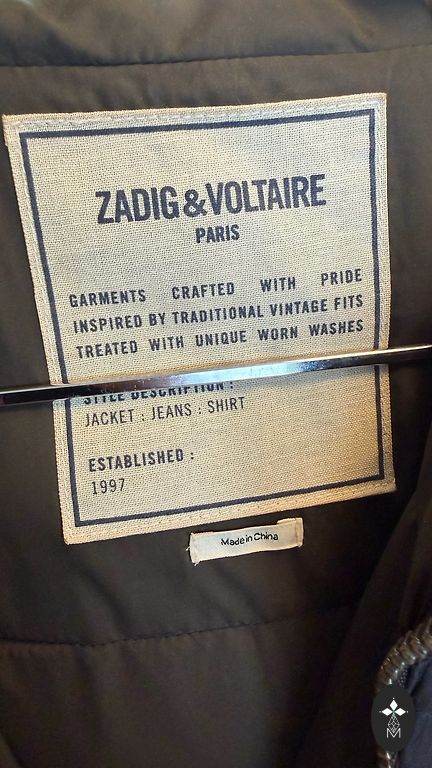 ZADIG&VOLTAIRE
PARIS
GARMENTS CRAFTED WITH PRIDE
INSPIRED BY TRADITIONAL VINTAGE FITS
TREATED WITH UNIQUE WORN WASHES
STYLE DESCRIPTION :
JACKET : JEANS : SHIRT
ESTABLISHED :
1997
Made in China
M